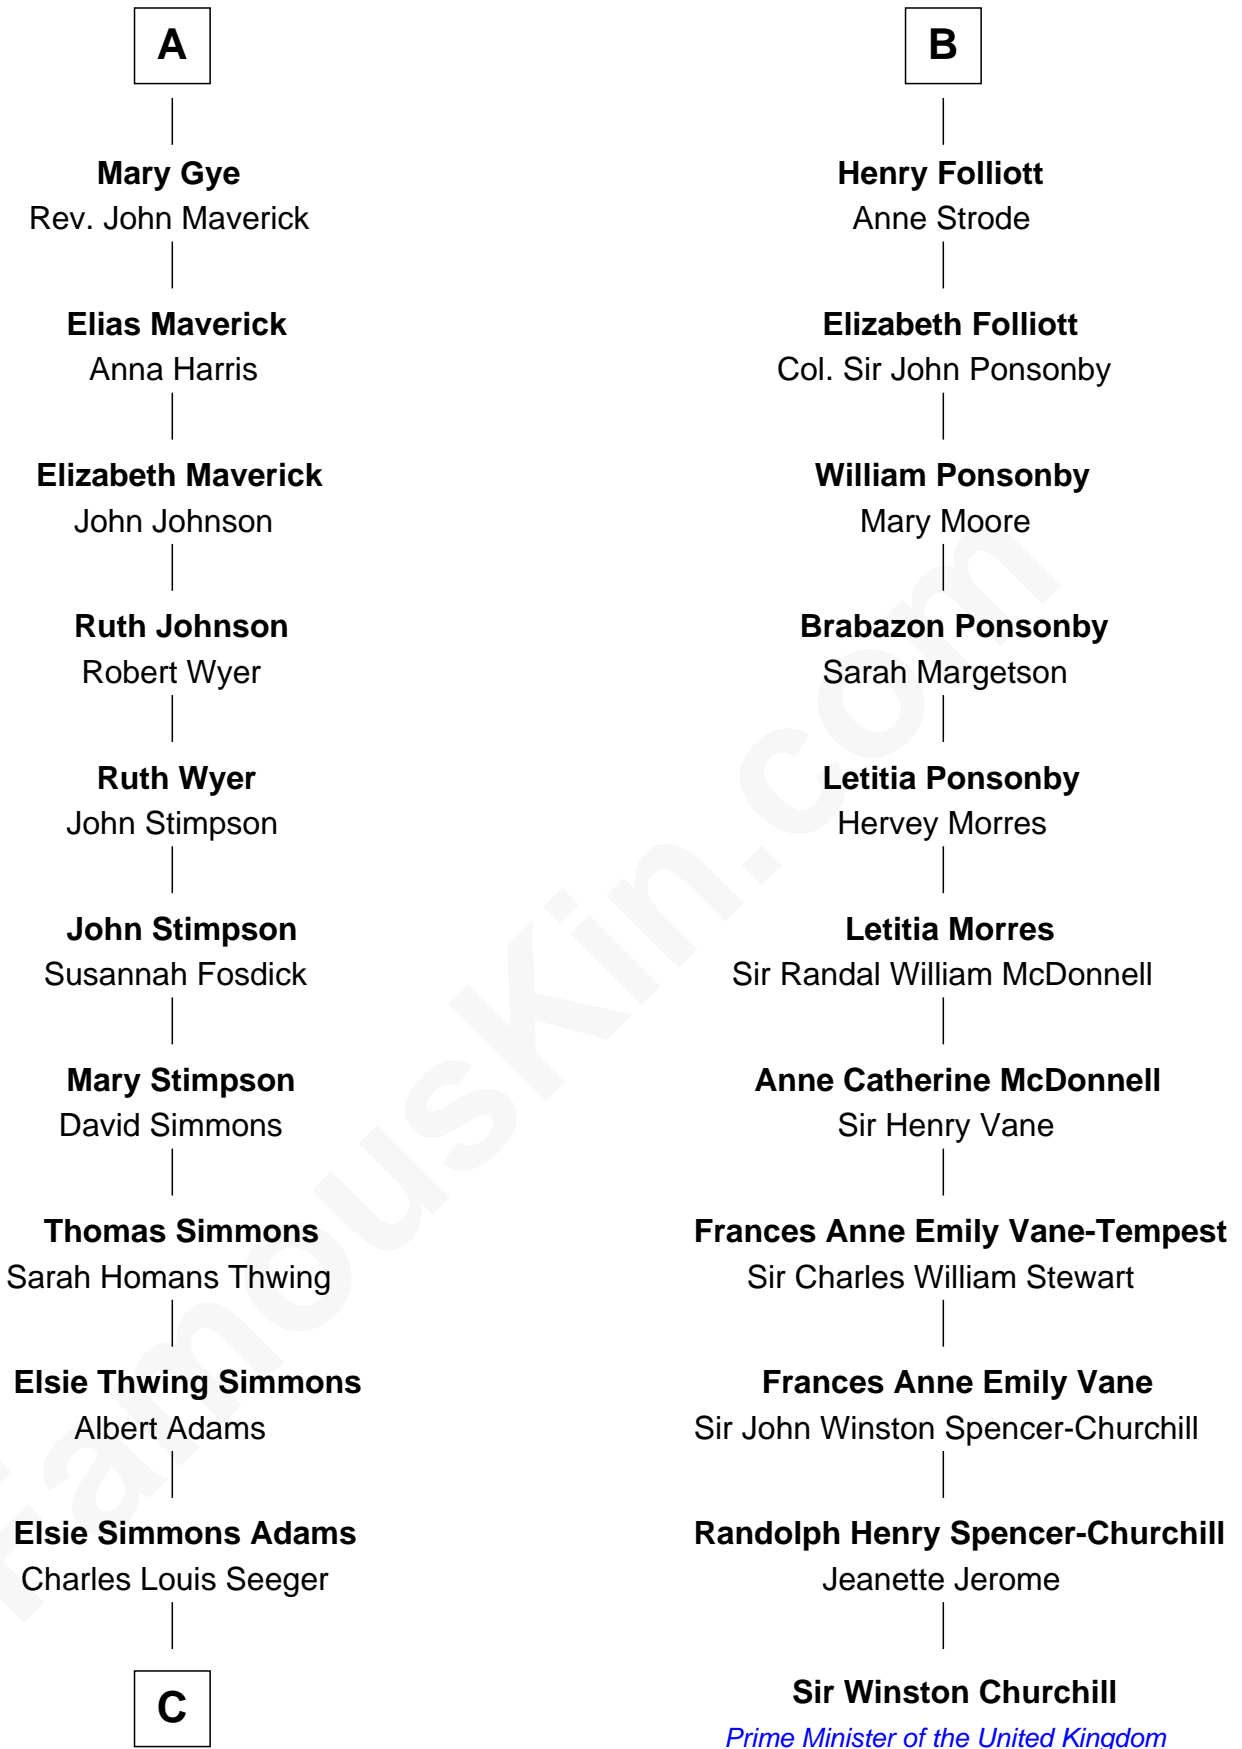 A
Mary Gye
Rev. John Maverick
Elias Maverick
Anna Harris
Elizabeth Maverick
John Johnson
Ruth Johnson
Robert Wyer
Ruth Wyer
John Stimpson
John Stimpson
Susannah Fosdick
Mary Stimpson
David Simmons
Thomas Simmons
Sarah Homans Thwing
Elsie Thwing Simmons
Albert Adams
Elsie Simmons Adams
Charles Louis Seeger
C
B
Henry Folliott
Anne Strode
Elizabeth Folliott
Col. Sir John Ponsonby
William Ponsonby
Mary Moore
Brabazon Ponsonby
Sarah Margetson
Letitia Ponsonby
Hervey Morres
Letitia Morres
Sir Randal William McDonnell
Anne Catherine McDonnell
Sir Henry Vane
Frances Anne Emily Vane-Tempest
Sir Charles William Stewart
Frances Anne Emily Vane
Sir John Winston Spencer-Churchill
Randolph Henry Spencer-Churchill
Jeanette Jerome
Sir Winston Churchill
Prime Minister of the United Kingdom
FamousKin.com